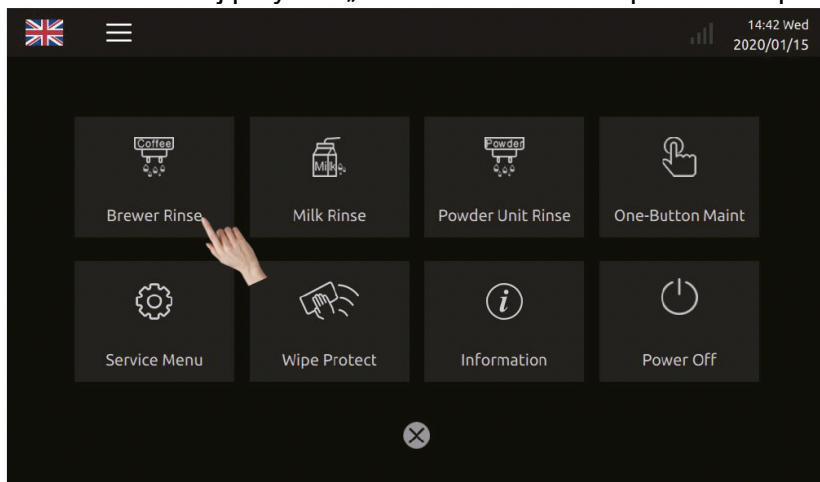 14:42 Wed
2020/01/15
Coffee
Milk
Powder
Brewer Rinse
Milk Rinse
Powder Unit Rinse
One-Button Maint
Service Menu
Wipe Protect
Information
Power Off